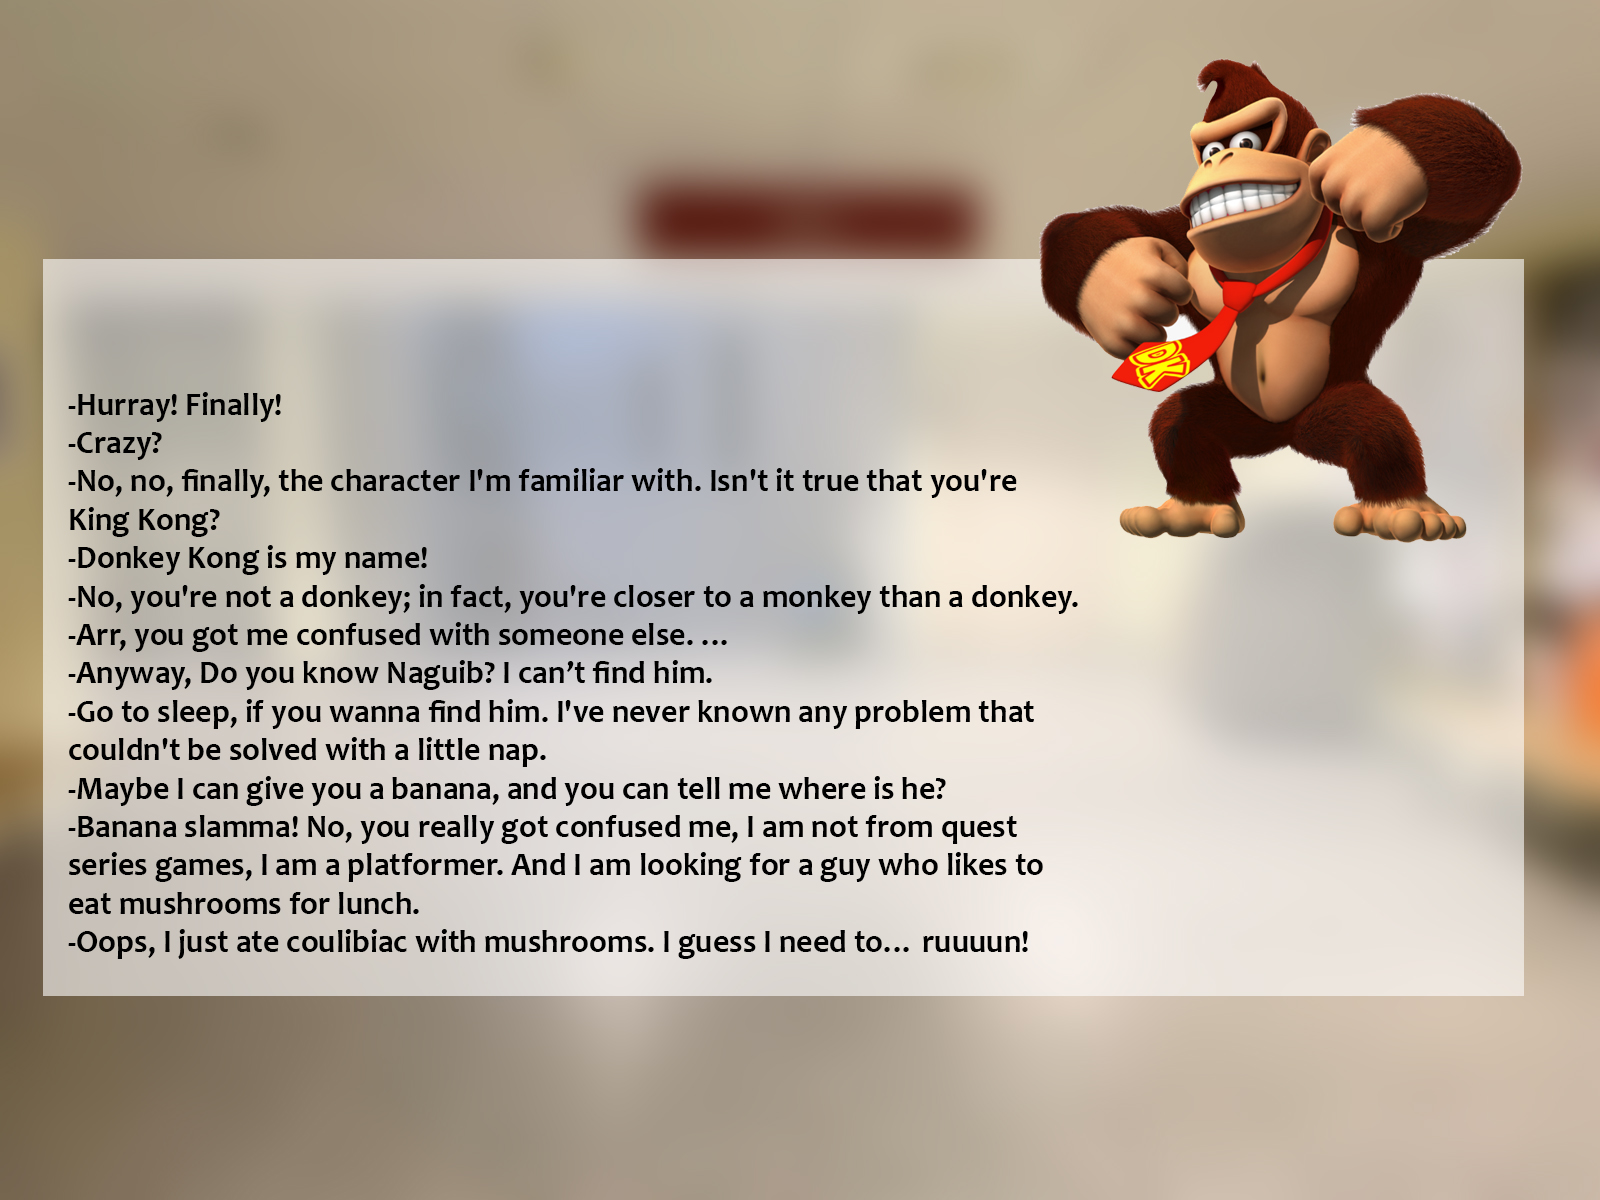 DK
-Hurray! Finally!
-Crazy?
-No, no, finally, the character I'm familiar with. Isn't it true that you're
King Kong?
-Donkey Kong is my name!
-No, you're not a donkey; in fact, you're closer to a monkey than a donkey.
-Arr, you got me confused with someone else. ...
-Anyway, Do you know Naguib? I can’t find him.
-Go to sleep, if you wanna find him. I've never known any problem that
couldn't be solved with a little nap.
-Maybe I can give you a banana, and you can tell me where is he?
-Banana slamma! No, you really got confused me, I am not from quest
series games, I am a platformer. And I am looking for a guy who likes to
eat mushrooms for lunch.
-Oops, I just ate coulibiac with mushrooms. I guess I need to... ruuuun!